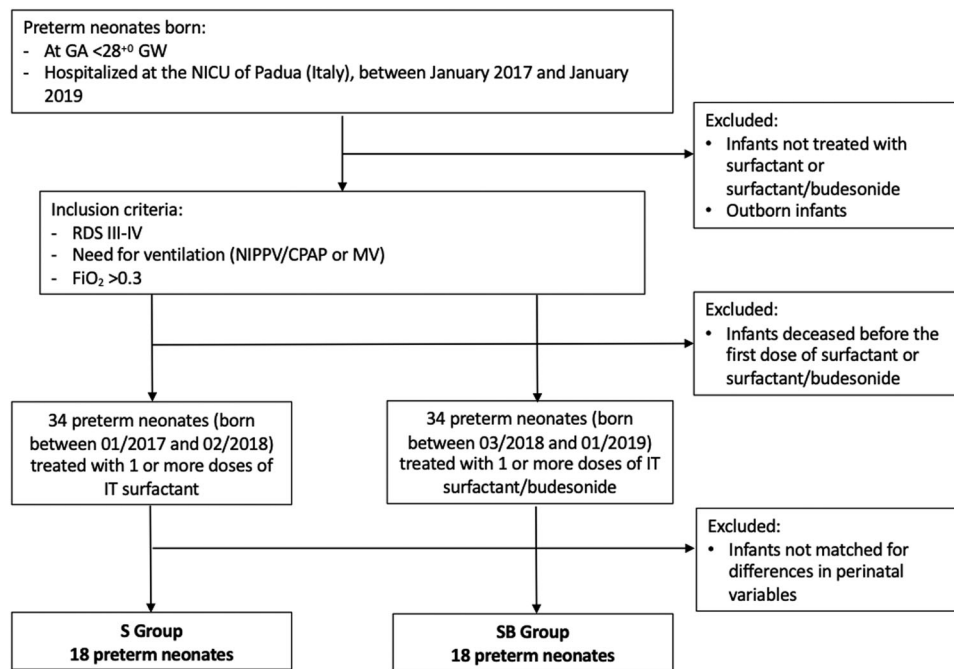 Preterm neonates born:
- At GA <28⁺⁰ GW
- Hospitalized at the NICU of Padua (Italy), between January 2017 and January
2019
Excluded:
• Infants not treated with
surfactant or
surfactant/budesonide
• Outborn infants
Inclusion criteria:
- RDS III-IV
- Need for ventilation (NIPPV/CPAP or MV)
- FiO₂ >0.3
Excluded:
• Infants deceased before the
first dose of surfactant or
surfactant/budesonide
34 preterm neonates (born
between 01/2017 and 02/2018)
treated with 1 or more doses of
IT surfactant
34 preterm neonates (born
between 03/2018 and 01/2019)
treated with 1 or more doses of IT
surfactant/budesonide
Excluded:
• Infants not matched for
differences in perinatal
variables
S Group
18 preterm neonates
SB Group
18 preterm neonates